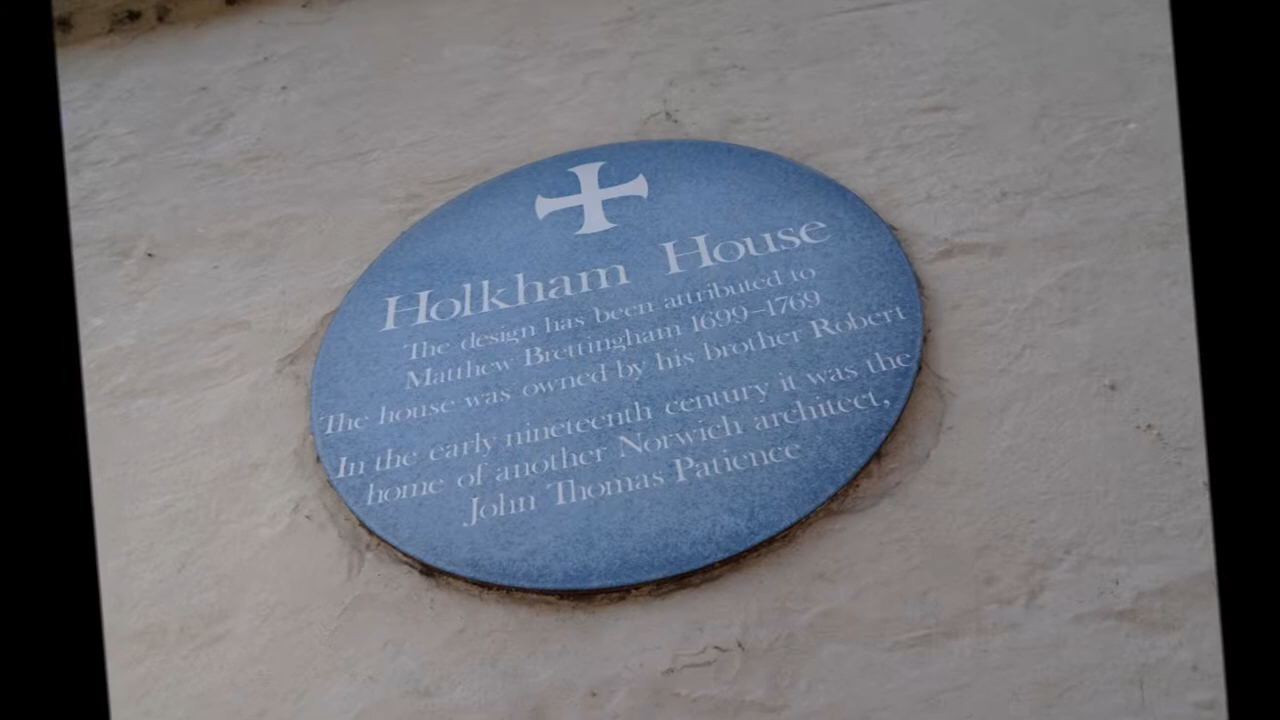 Holkham House
The design has been attributed to
Matthew Brettingham 1699-1769
The house was owned by his brother Robert
In the early nineteenth century it was the
home of another Norwich architect,
John Thomas Patience